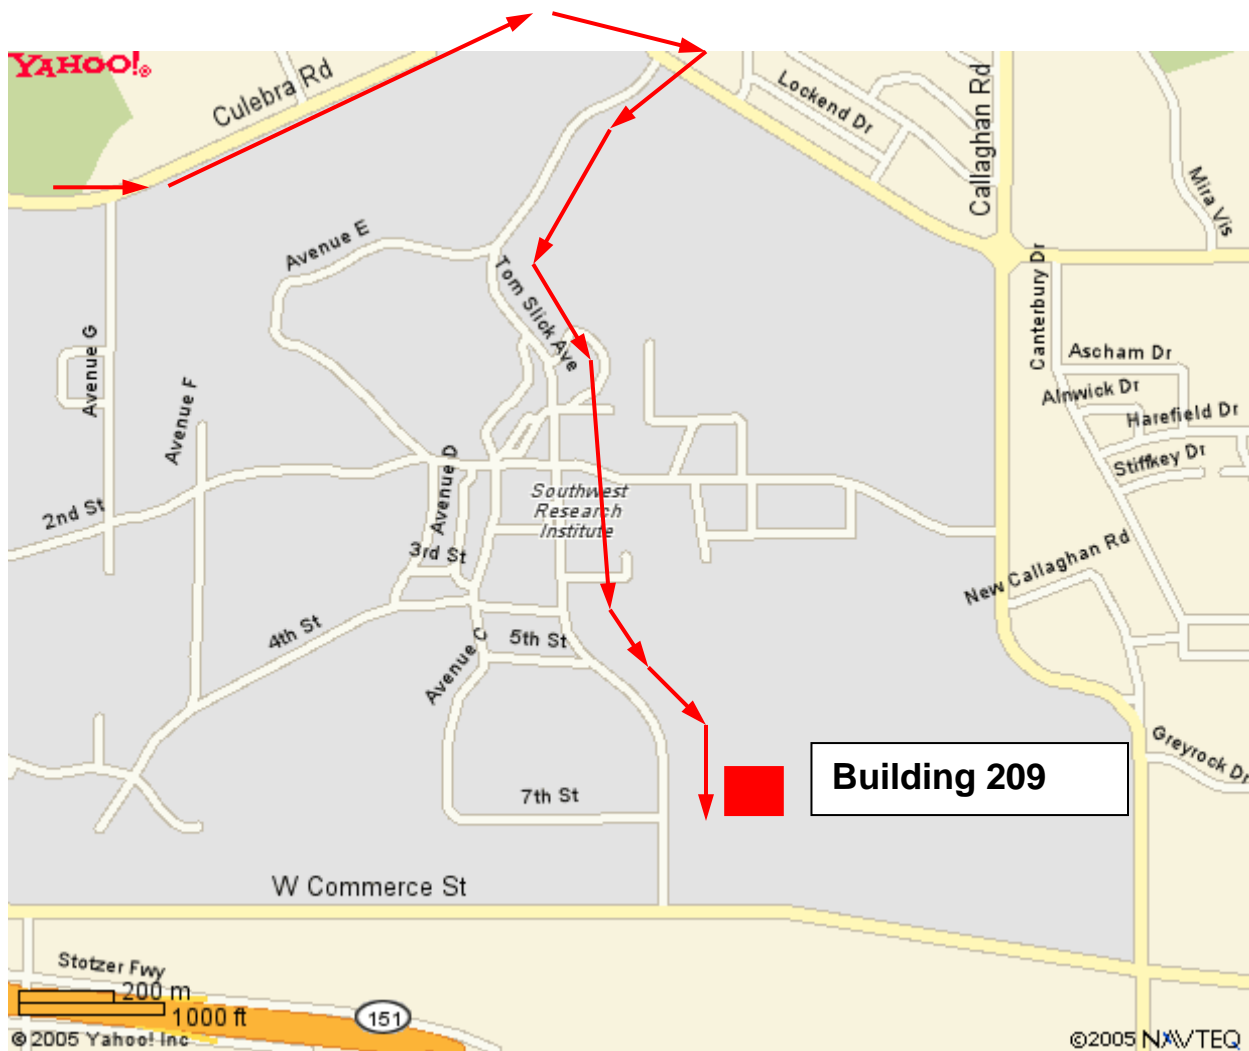 YAHOO!®
Culebra Rd
Lockend Dr
Callaghan Rd
Mira Vis
Avenue E
Tom Slick Ave
Canterbury Dr
Avenue G
Avenue F
Ascham Dr
Alnwick Dr
Harefield Dr
Stiffkey Dr
Avenue D
2nd St
Southwest
Research
Institute
3rd St
New Callaghan Rd
4th St
5th St
Avenue C
Greyrock Dr
Building 209
7th St
W Commerce St
Stotzer Fwy
200 m
1000 ft
151
©2005 Yahoo! Inc
©2005 NAVTEQ